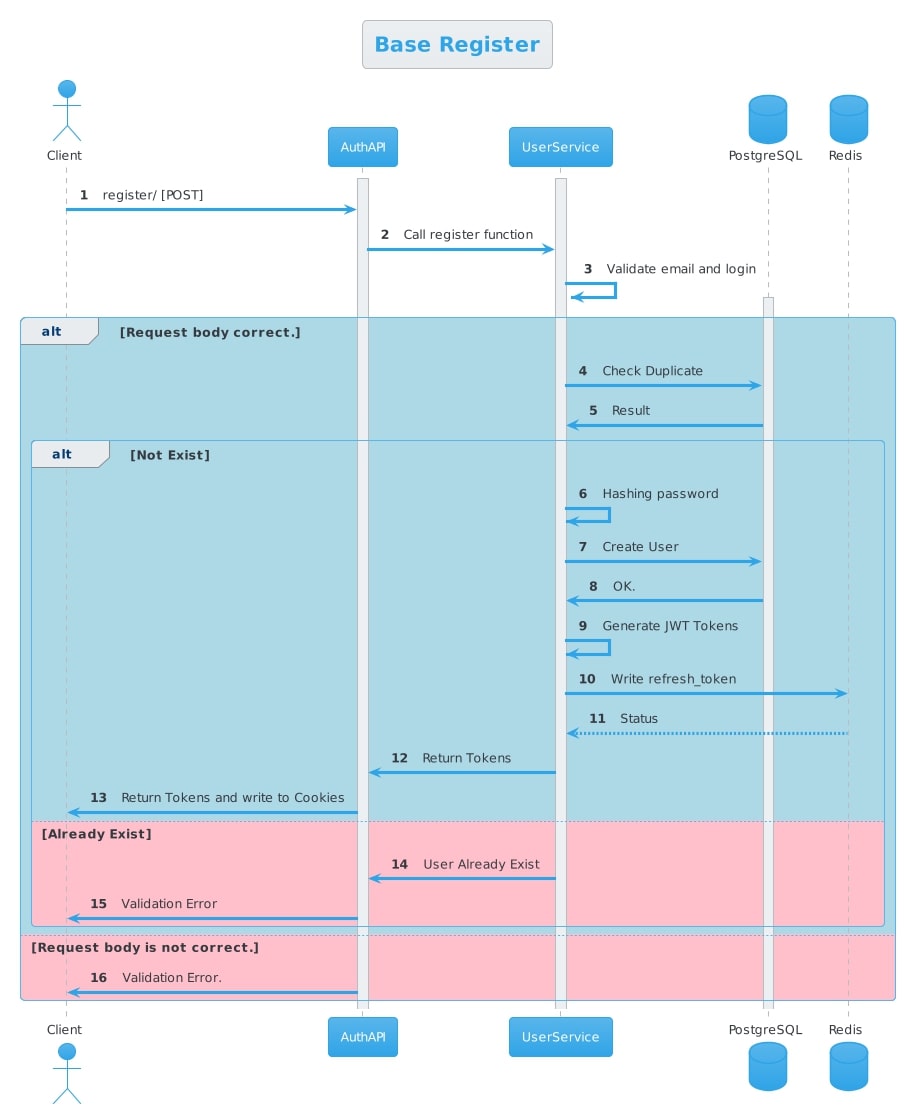 Base Register
Client
AuthAPI
UserService
PostgreSQL
Redis
1 register/ [POST]
2 Call register function
3 Validate email and login
alt [Request body correct.]
4 Check Duplicate
5 Result
alt [Not Exist]
6 Hashing password
7 Create User
8 OK.
9 Generate JWT Tokens
10 Write refresh_token
11 Status
12 Return Tokens
13 Return Tokens and write to Cookies
[Already Exist]
14 User Already Exist
15 Validation Error
[Request body is not correct.]
16 Validation Error.
Client
AuthAPI
UserService
PostgreSQL
Redis